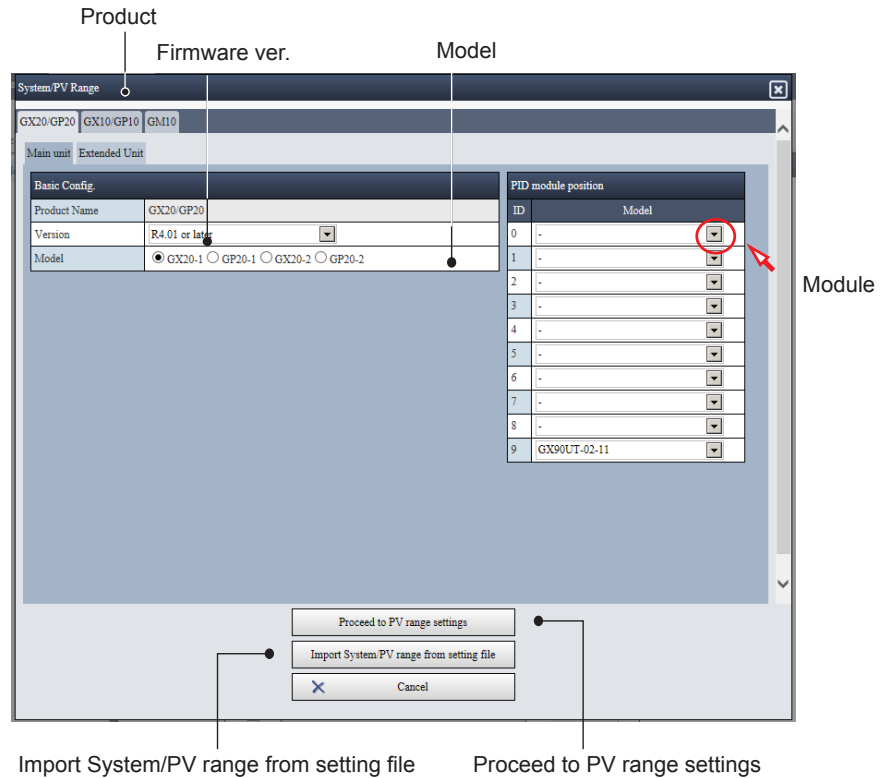 Product
Firmware ver.
Model
System/PV Range
GX20/GP20 GX10/GP10 GM10
Main unit Extended Unit
Basic Config.
Product Name GX20/GP20
Version R4.01 or later
Model GX20-1 GP20-1 GX20-2 GP20-2
PID module position
ID Model
0 -
1 -
2 -
3 -
4 -
5 -
6 -
7 -
8 -
9 GX90UT-02-11
Module
Proceed to PV range settings
Import System/PV range from setting file
Cancel
Import System/PV range from setting file
Proceed to PV range settings